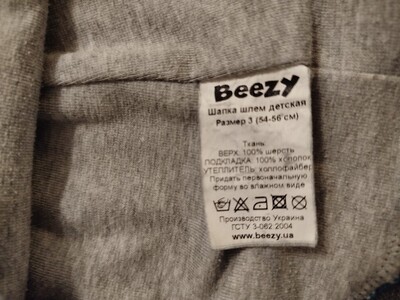 Beezy
Шапка шлем детская
Размер 3 (54-56 см)
Ткань
ВЕРХ: 100% шерсть
ПОДКЛАДКА: 100% хлопок
УТЕПЛИТЕЛЬ: холлофайбер
Придать первоначальную
форму во влажном виде
Производство Украина
ГСТУ 3-062:2004
www.beezy.ua